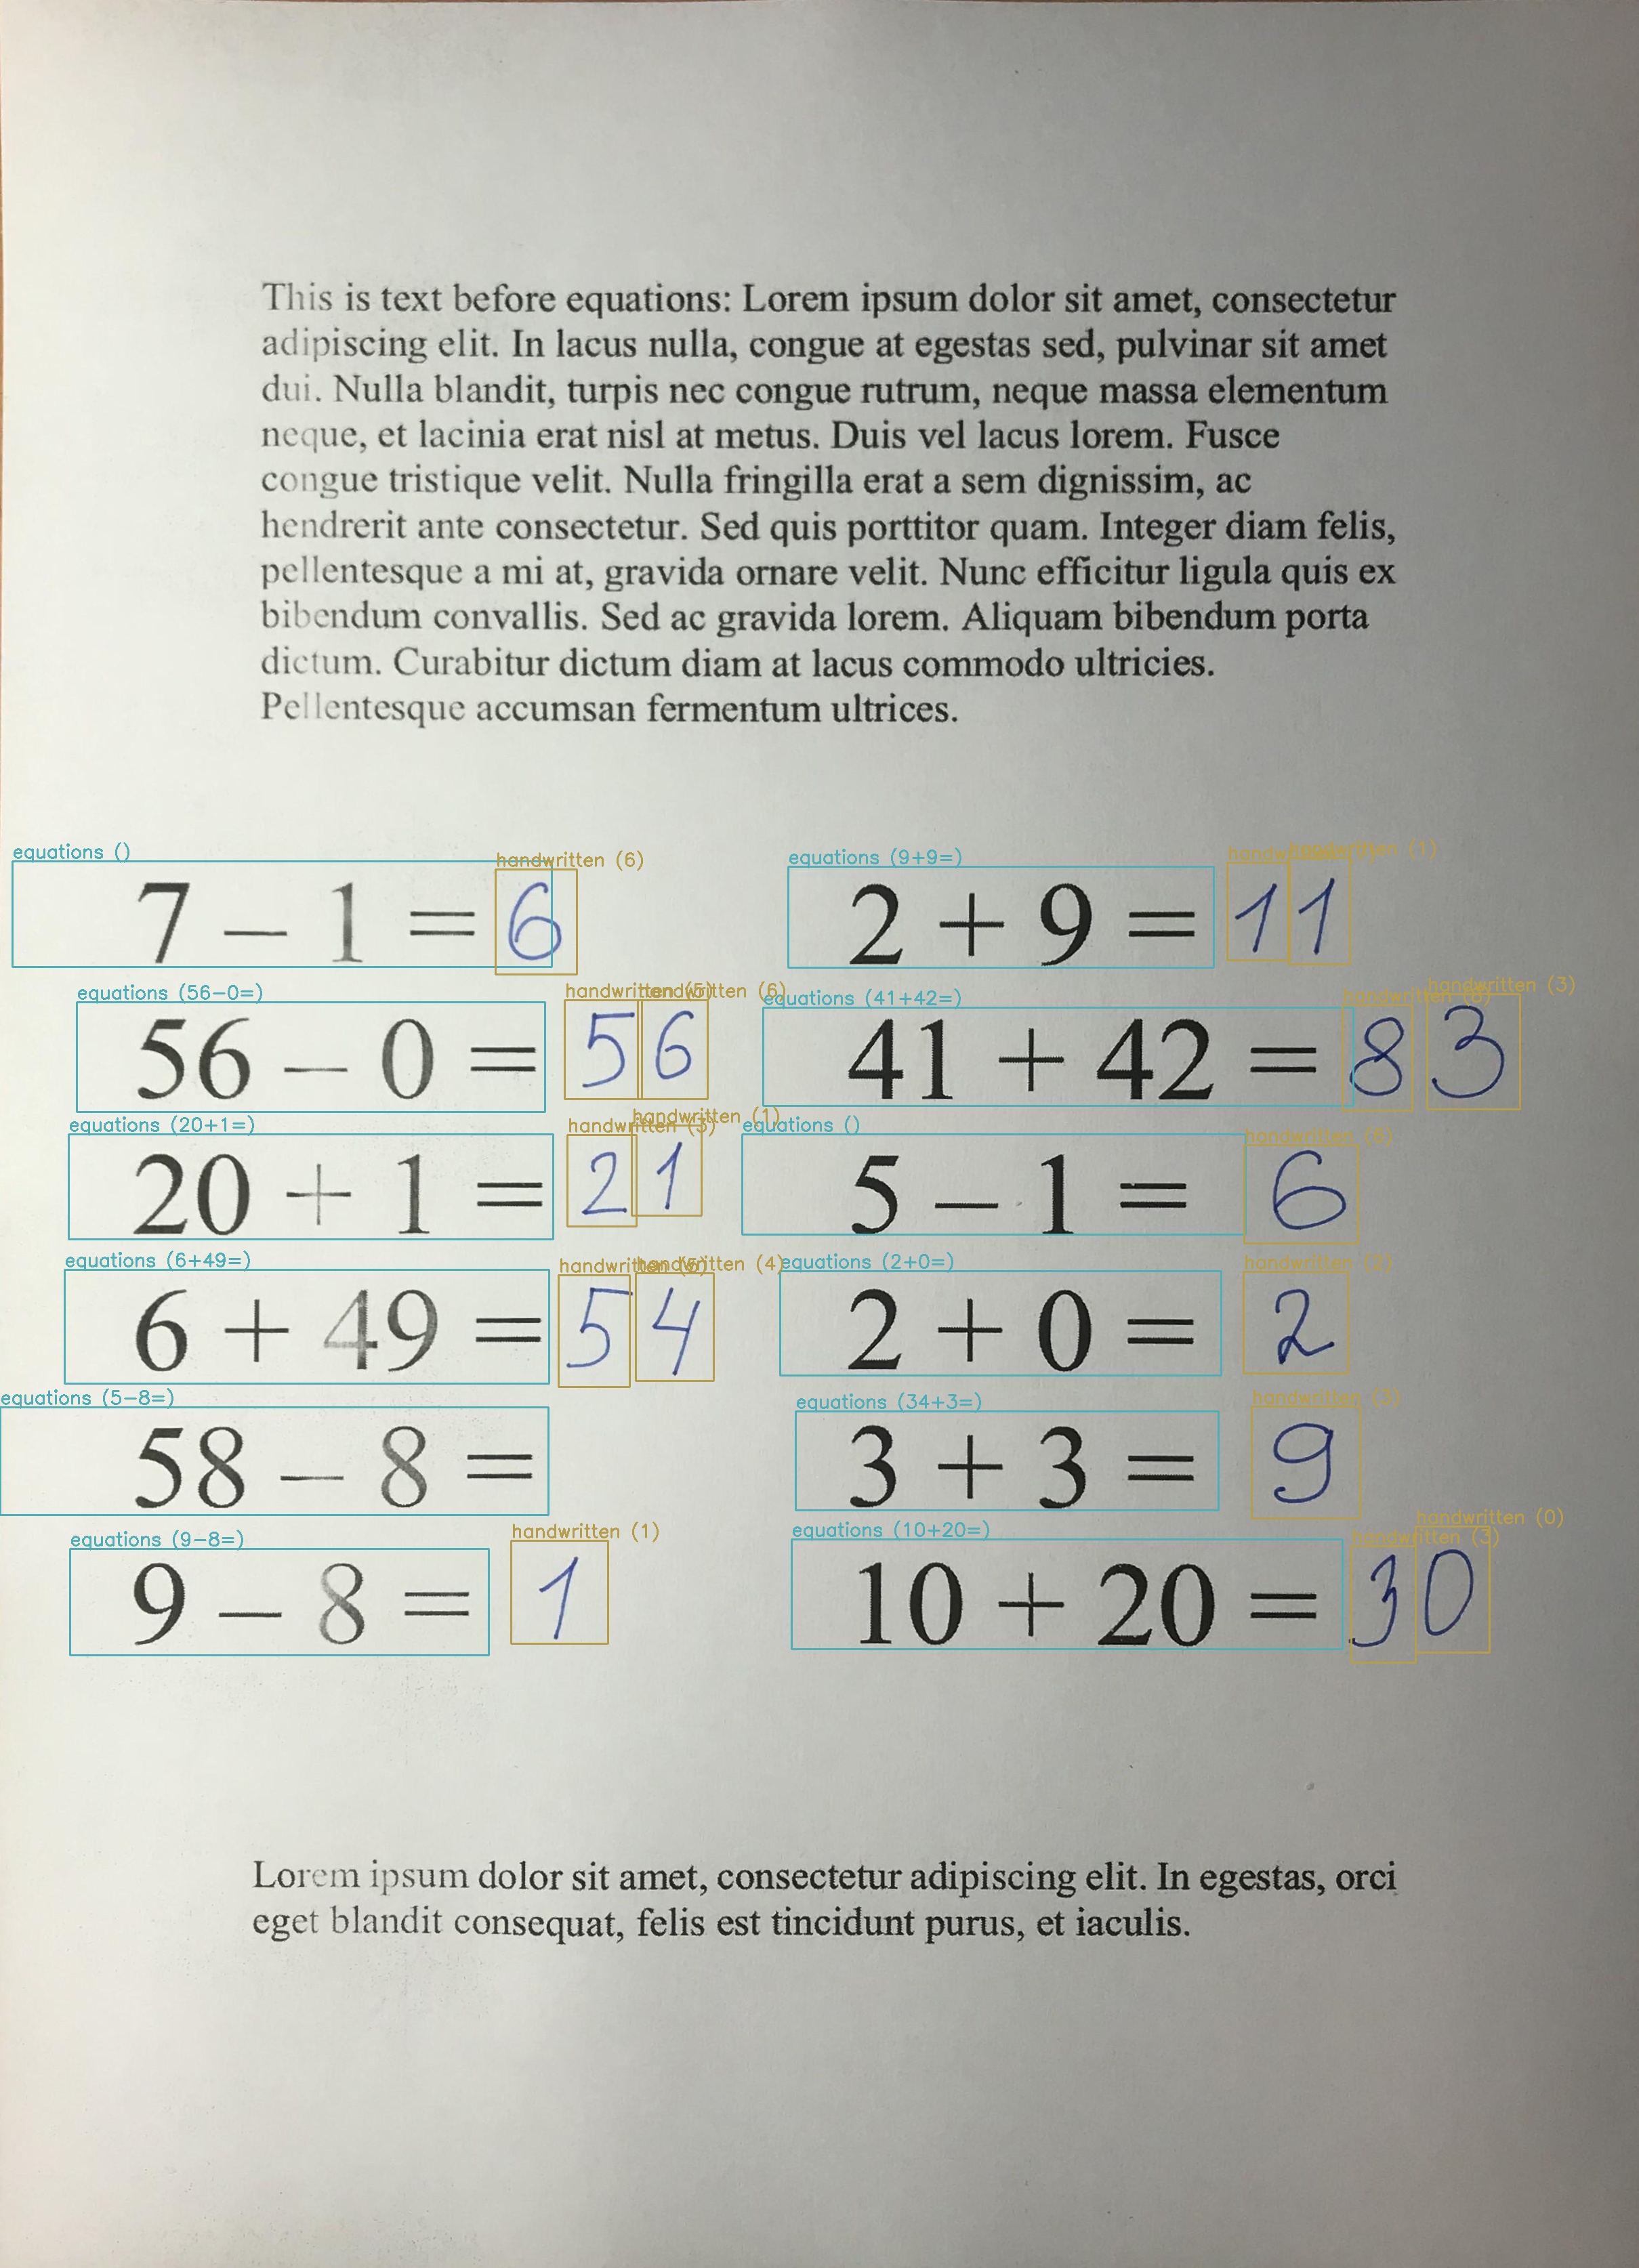 This is text before equations: Lorem ipsum dolor sit amet, consectetur
adipiscing elit. In lacus nulla, congue at egestas sed, pulvinar sit amet
dui. Nulla blandit, turpis nec congue rutrum, neque massa elementum
neque, et lacinia erat nisl at metus. Duis vel lacus lorem. Fusce
congue tristique velit. Nulla fringilla erat a sem dignissim, ac
hendrerit ante consectetur. Sed quis porttitor quam. Integer diam felis,
pellentesque a mi at, gravida ornare velit. Nunc efficitur ligula quis ex
bibendum convallis. Sed ac gravida lorem. Aliquam bibendum porta
dictum. Curabitur dictum diam at lacus commodo ultricies.
Pellentesque accumsan fermentum ultrices.
equations () handwritten (6) equations (9+9=) handwritten (1)
7 – 1 = 6 2 + 9 = 11
equations (56-0=) handwritten handwritten (6) equations (41+42=) handwritten handwritten (3)
56 – 0 = 56 41 + 42 = 83
equations (20+1=) handwritten handwritten (1) equations () handwritten (6)
20 + 1 = 21 5 – 1 = 6
equations (6+49=) handwritten handwritten (4) equations (2+0=) handwritten (2)
6 + 49 = 54 2 + 0 = 2
equations (5-8=) equations (34+3=) handwritten (3)
58 – 8 = 3 + 3 = 9
equations (9-8=) handwritten (1) equations (10+20=) handwritten (3) handwritten (0)
9 – 8 = 1 10 + 20 = 30
Lorem ipsum dolor sit amet, consectetur adipiscing elit. In egestas, orci
eget blandit consequat, felis est tincidunt purus, et iaculis.